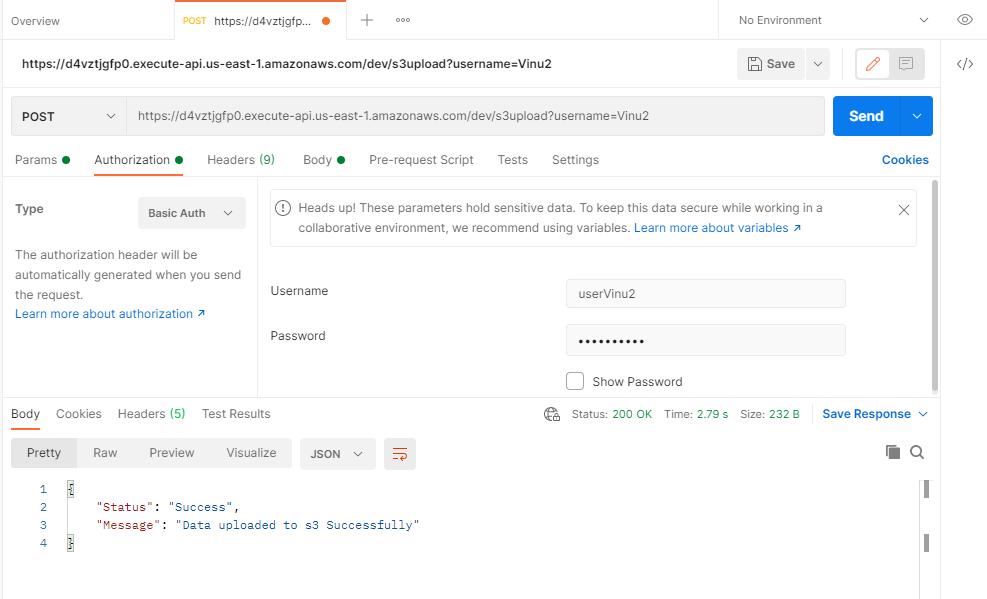 Overview
POST https://d4vztjgfp... ooo
No Environment
https://d4vztjgfp0.execute-api.us-east-1.amazonaws.com/dev/s3upload?username=Vinu2
Save
</>
POST
https://d4vztjgfp0.execute-api.us-east-1.amazonaws.com/dev/s3upload?username=Vinu2
Send
Params Authorization Headers (9) Body Pre-request Script Tests Settings Cookies
Type
Basic Auth
The authorization header will be
automatically generated when you send
the request.
Learn more about authorization ↗
Heads up! These parameters hold sensitive data. To keep this data secure while working in a
collaborative environment, we recommend using variables. Learn more about variables ↗
Username
userVinu2
Password
••••••••••
Show Password
Body Cookies Headers (5) Test Results Status: 200 OK Time: 2.79 s Size: 232 B Save Response
Pretty Raw Preview Visualize JSON
1 {
2 "Status": "Success",
3 "Message": "Data uploaded to s3 Successfully"
4 }